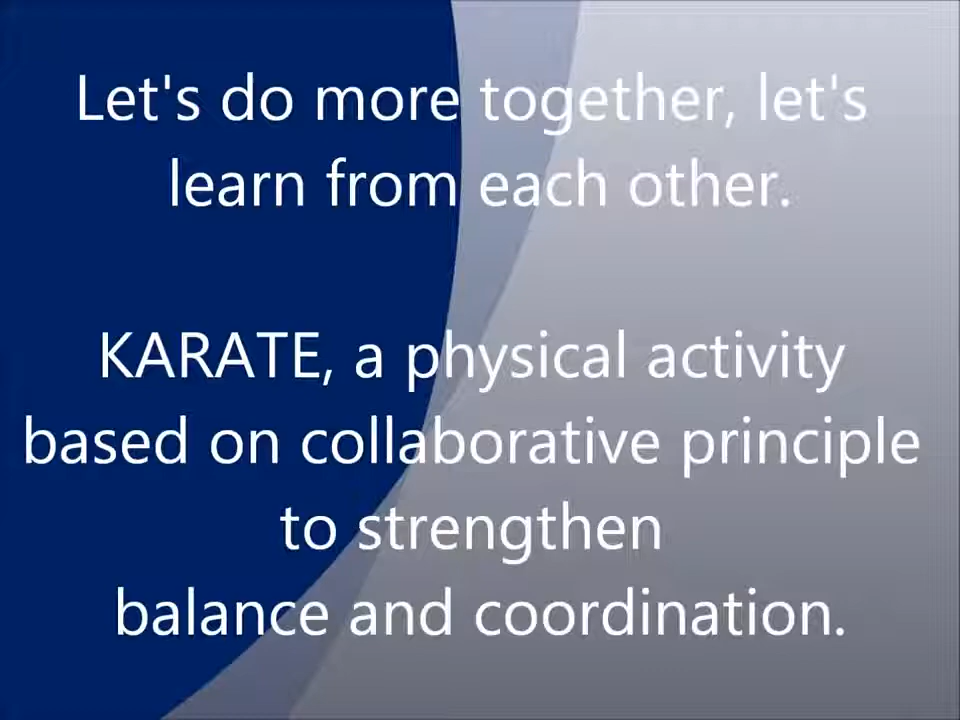 Let's do more together, let's
learn from each other.
KARATE, a physical activity
based on collaborative principle
to strengthen
balance and coordination.